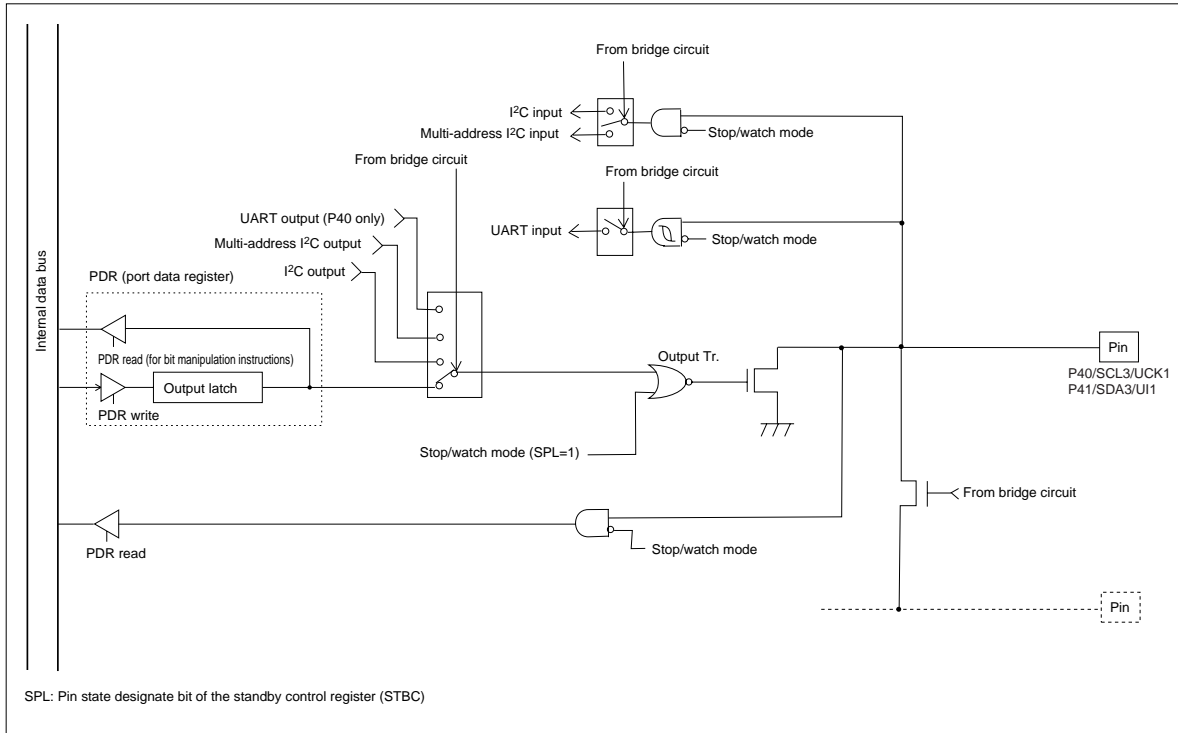 From bridge circuit
I²C input
Multi-address I²C input
Stop/watch mode
From bridge circuit
From bridge circuit
UART output (P40 only)
UART input
Stop/watch mode
Multi-address I²C output
I²C output
PDR (port data register)
Internal data bus
PDR read (for bit manipulation instructions)
Output latch
PDR write
Output Tr.
Pin
P40/SCL3/UCK1
P41/SDA3/UI1
Stop/watch mode (SPL=1)
From bridge circuit
PDR read
Stop/watch mode
Pin
SPL: Pin state designate bit of the standby control register (STBC)